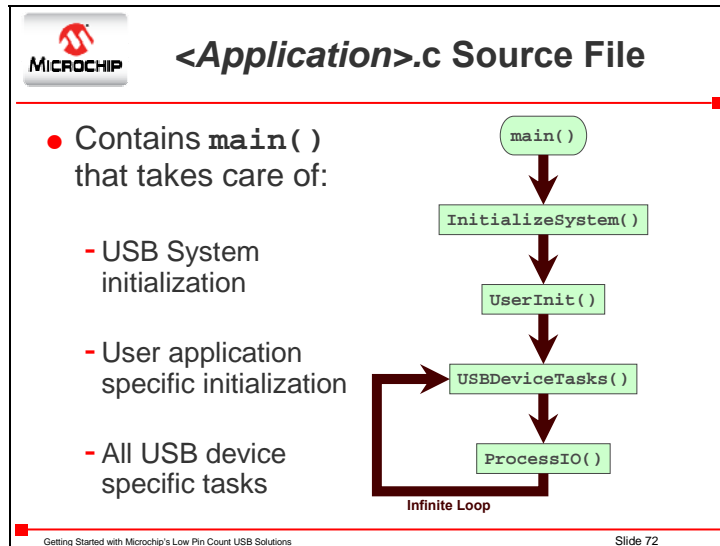 MICROCHIP
<Application>.c Source File
● Contains main()
that takes care of:
- USB System
initialization
- User application
specific initialization
- All USB device
specific tasks
main()
InitializeSystem()
UserInit()
USBDeviceTasks()
ProcessIO()
Infinite Loop
Getting Started with Microchip's Low Pin Count USB Solutions
Slide 72